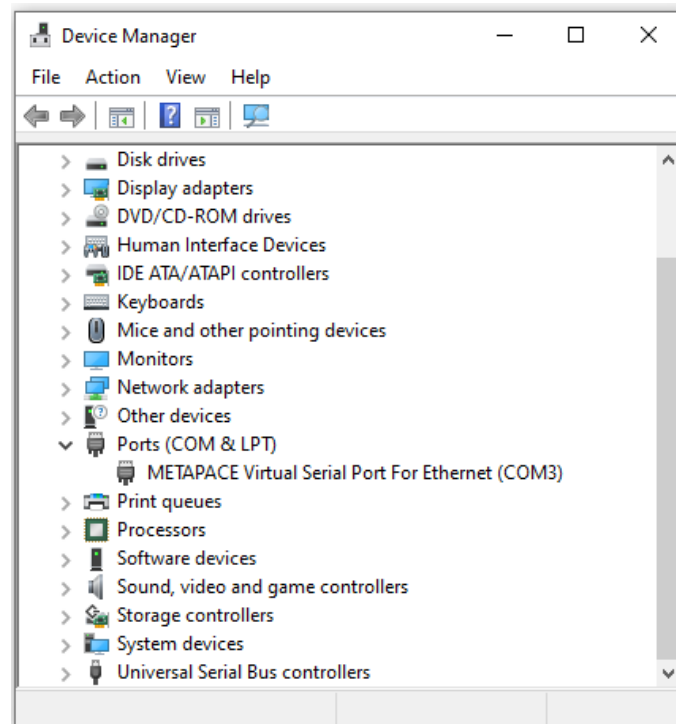 Device Manager
File Action View Help
Disk drives
Display adapters
DVD/CD-ROM drives
Human Interface Devices
IDE ATA/ATAPI controllers
Keyboards
Mice and other pointing devices
Monitors
Network adapters
Other devices
Ports (COM & LPT)
METAPACE Virtual Serial Port For Ethernet (COM3)
Print queues
Processors
Software devices
Sound, video and game controllers
Storage controllers
System devices
Universal Serial Bus controllers